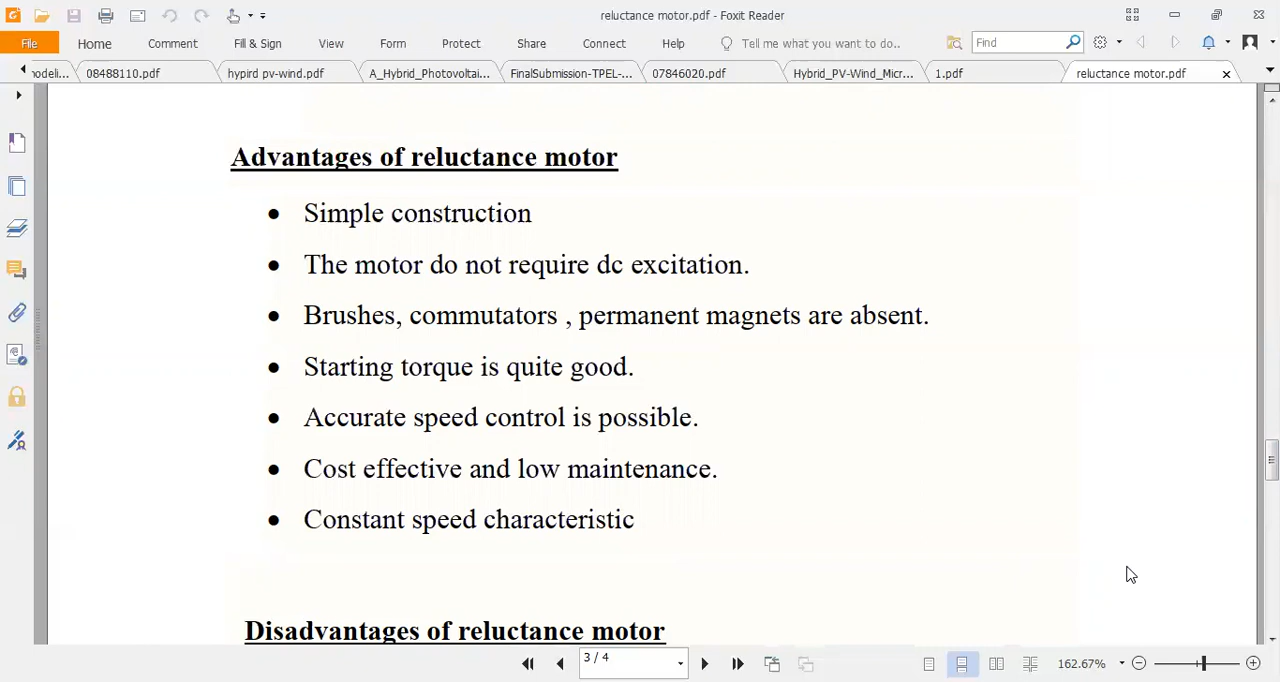 reluctance motor.pdf - Foxit Reader
File Home Comment Fill & Sign View Form Protect Share Connect Help Tell me what you want to do.. Find
nodeli... 08488110.pdf hypird pv-wind.pdf A_Hybrid_Photovoltai... FinalSubmission-TPEL-... 07846020.pdf Hybrid_PV-Wind_Micr... 1.pdf reluctance motor.pdf
Advantages of reluctance motor
• Simple construction
• The motor do not require dc excitation.
• Brushes, commutators , permanent magnets are absent.
• Starting torque is quite good.
• Accurate speed control is possible.
• Cost effective and low maintenance.
• Constant speed characteristic
Disadvantages of reluctance motor
3 / 4 162.67%